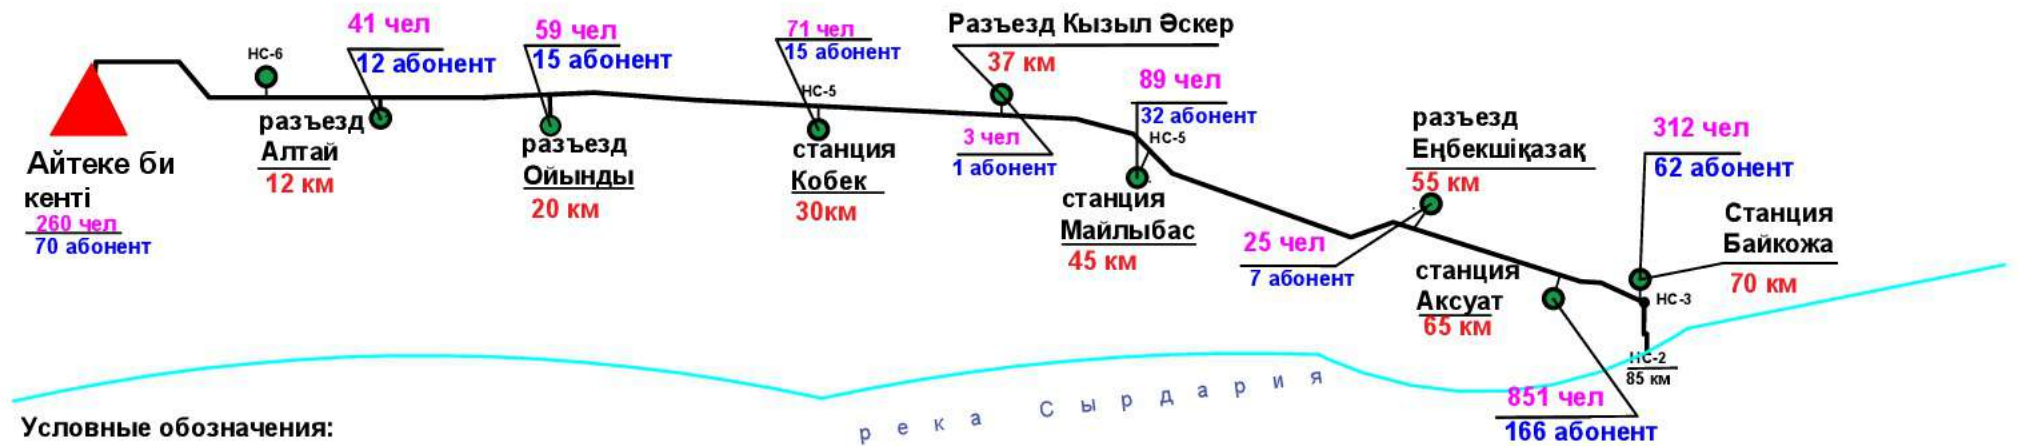 41 чел
12 абонент
59 чел
15 абонент
71 чел
15 абонент
Разъезд Кызыл Әскер
37 км
3 чел
1 абонент
89 чел
32 абонент
НС-6
НС-5
НС-5
разъезд
Алтай
12 км
разъезд
Ойынды
20 км
станция
Кобек
30км
станция
Майлыбас
45 км
разъезд
Еңбекшіқазақ
55 км
25 чел
7 абонент
312 чел
62 абонент
Станция
Байкожа
70 км
станция
Аксуат
65 км
НС-3
НС-2
85 км
851 чел
166 абонент
Айтеке би
кенті
260 чел
70 абонент
река Сырдария
Условные обозначения: